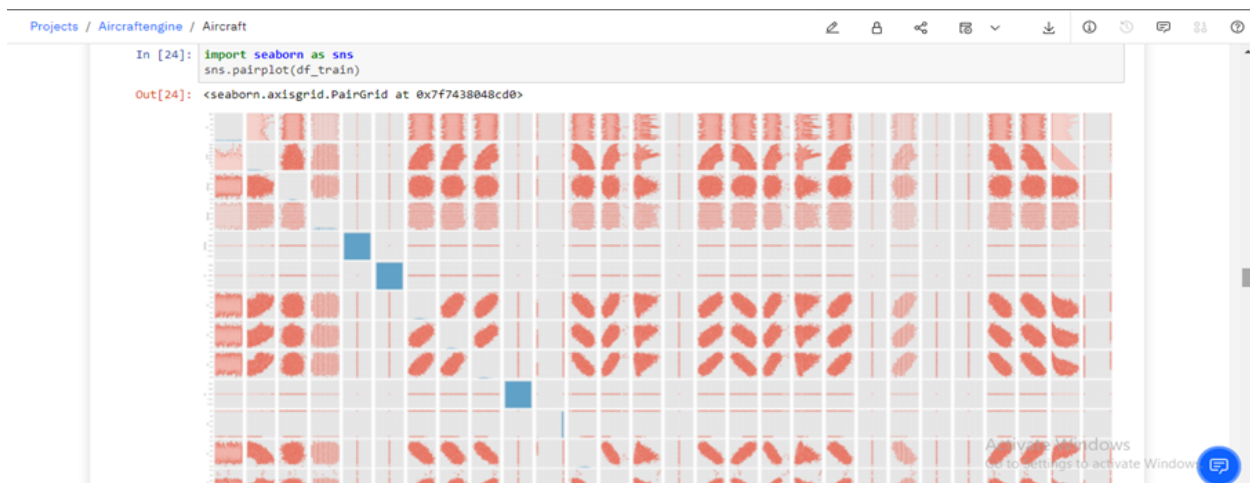 Projects / Aircraftengine / Aircraft
In [24]: import seaborn as sns
sns.pairplot(df_train)
Out[24]: <seaborn.axisgrid.PairGrid at 0x7f7438048cd0>
Activate Windows
Go to Settings to activate Windows